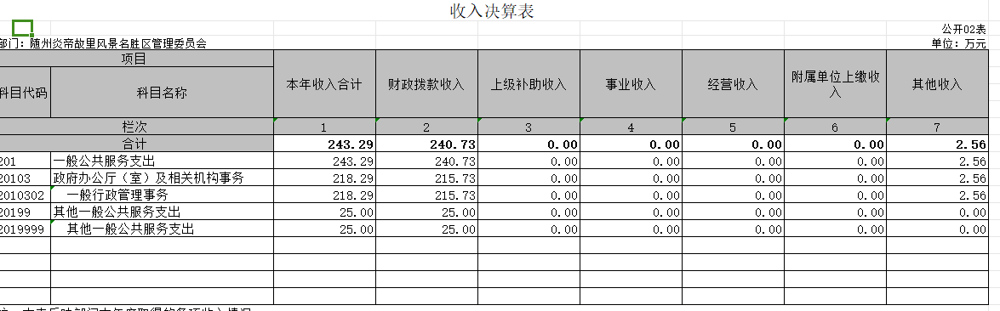 收入决算表
公开02表
部门：随州炎帝故里风景名胜区管理委员会 单位：万元
项目
科目代码 科目名称 本年收入合计 财政拨款收入 上级补助收入 事业收入 经营收入 附属单位上缴收入 其他收入
栏次 1 2 3 4 5 6 7
合计 243.29 240.73 0.00 0.00 0.00 0.00 2.56
201 一般公共服务支出 243.29 240.73 0.00 0.00 0.00 0.00 2.56
20103 政府办公厅（室）及相关机构事务 218.29 215.73 0.00 0.00 0.00 0.00 2.56
2010302 一般行政管理事务 218.29 215.73 0.00 0.00 0.00 0.00 2.56
20199 其他一般公共服务支出 25.00 25.00 0.00 0.00 0.00 0.00 0.00
2019999 其他一般公共服务支出 25.00 25.00 0.00 0.00 0.00 0.00 0.00